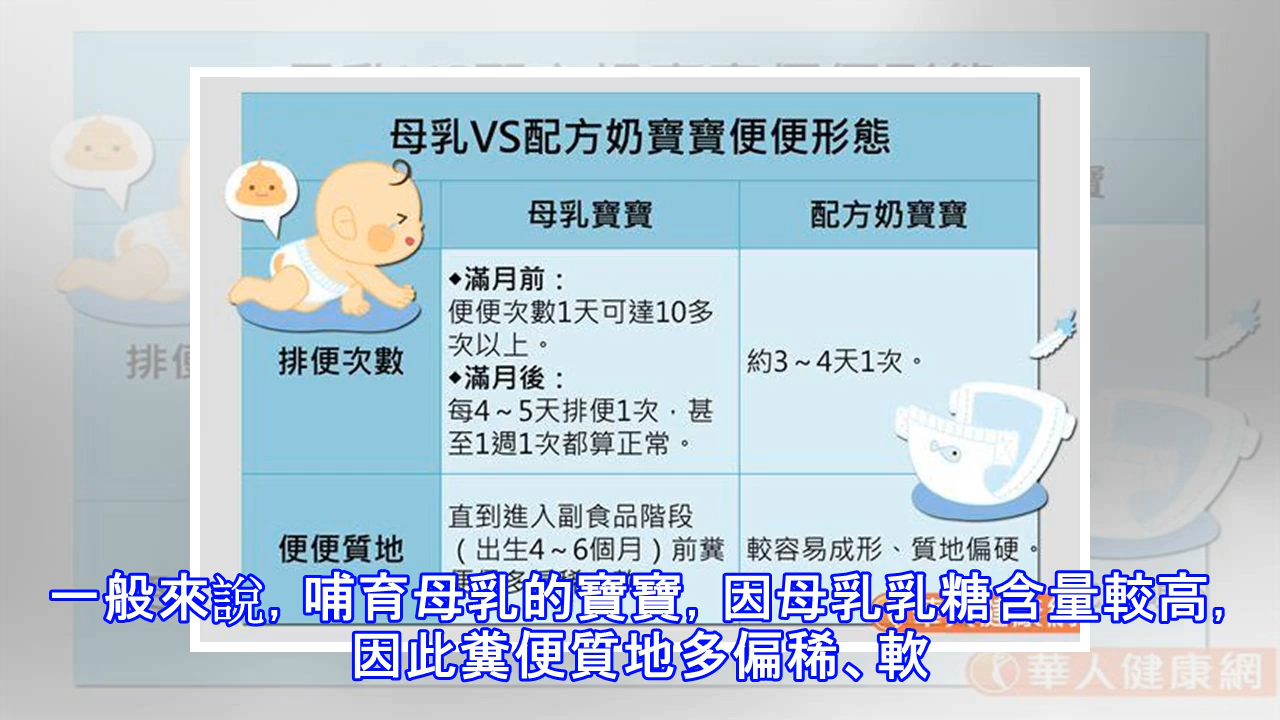 母乳VS配方奶寶寶便便形態
母乳寶寶
配方奶寶寶
排便次數
◆滿月前：
便便次數1天可達10多
次以上。
◆滿月後：
每4～5天排便1次，甚
至1週1次都算正常。
約3～4天1次。
便便質地
直到進入副食品階段
（出生4～6個月）前糞
較容易成形、質地偏硬。
一般來說, 哺育母乳的寶寶, 因母乳乳糖含量較高,
因此糞便質地多偏稀、軟
華人健康網